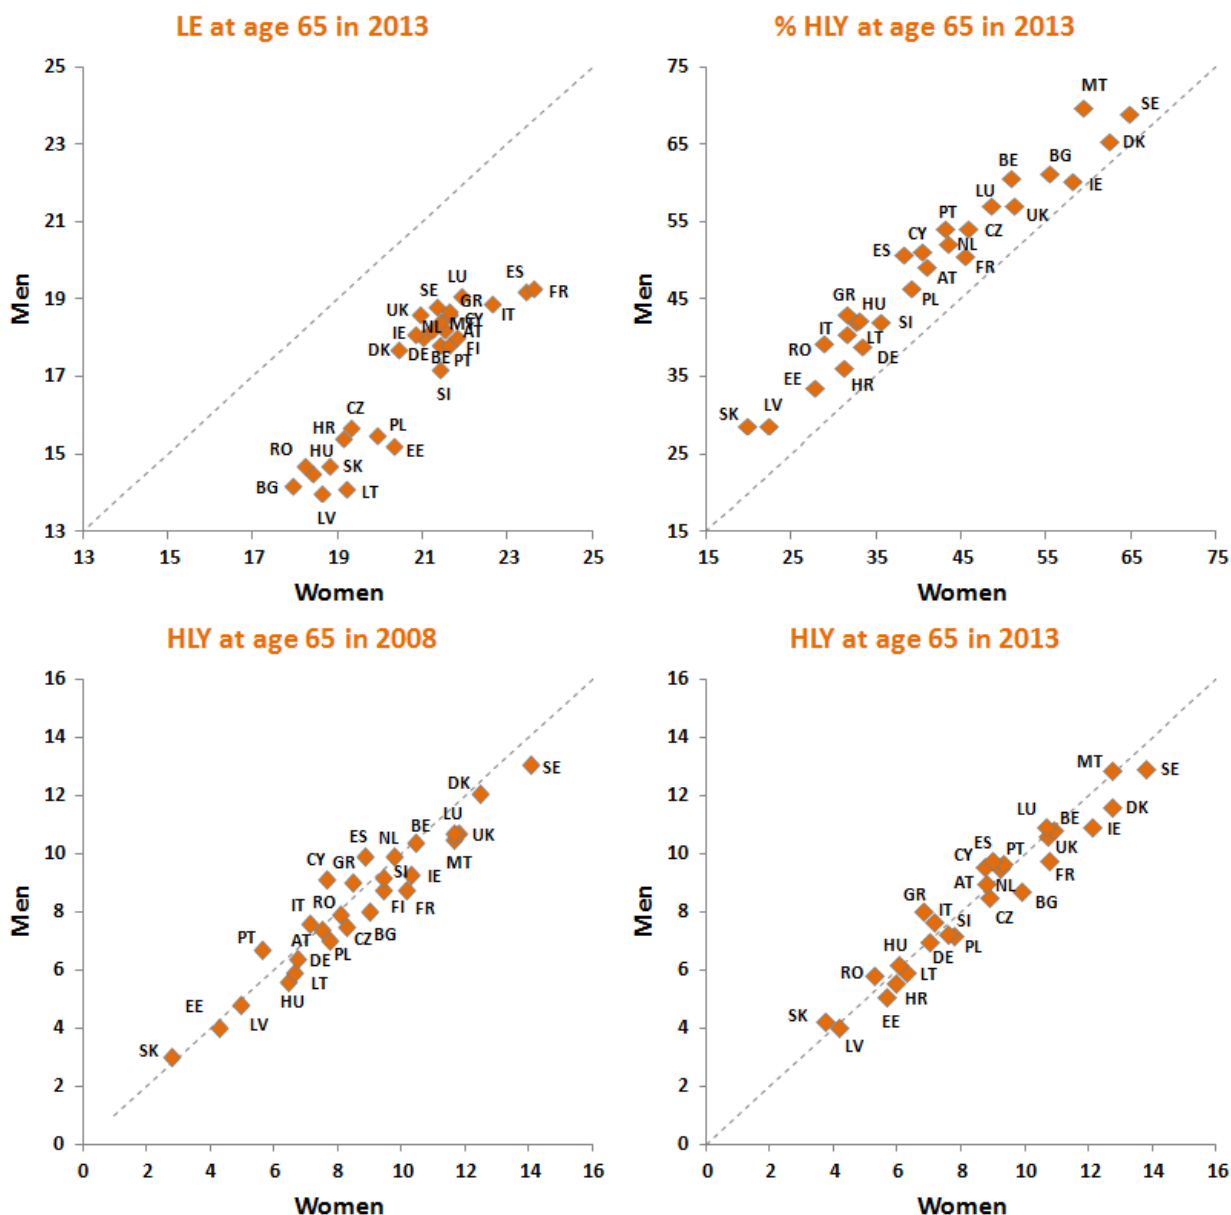 LE at age 65 in 2013
25
23
21
19
17
15
13
Men
LU
ES
FR
SE
GR
IT
UK
CY
IE
NL
MT
AT
DK
DE
BE
FI
PT
SI
CZ
HR
PL
RO
HU
EE
SK
BG
LT
LV
13 15 17 19 21 23 25
Women
% HLY at age 65 in 2013
75
65
55
45
35
25
15
Men
MT
SE
DK
BE
BG
IE
LU
UK
PT
CZ
CY
NL
ES
FR
AT
PL
GR
HU
SI
IT
LT
RO
DE
EE
HR
SK
LV
15 25 35 45 55 65 75
Women
HLY at age 65 in 2008
16
14
12
10
8
6
4
2
0
Men
SE
DK
LU
BE
UK
ES
NL
MT
CY
GR
SI
IE
IT
RO
FI
FR
PT
AT
CZ
BG
PL
DE
LT
HU
EE
LV
SK
0 2 4 6 8 10 12 14 16
Women
HLY at age 65 in 2013
16
14
12
10
8
6
4
2
0
Men
MT
SE
DK
LU
BE
IE
UK
ES
PT
CY
FR
AT
NL
BG
GR
IT
CZ
SI
PL
HU
DE
RO
LT
HR
EE
SK
LV
0 2 4 6 8 10 12 14 16
Women